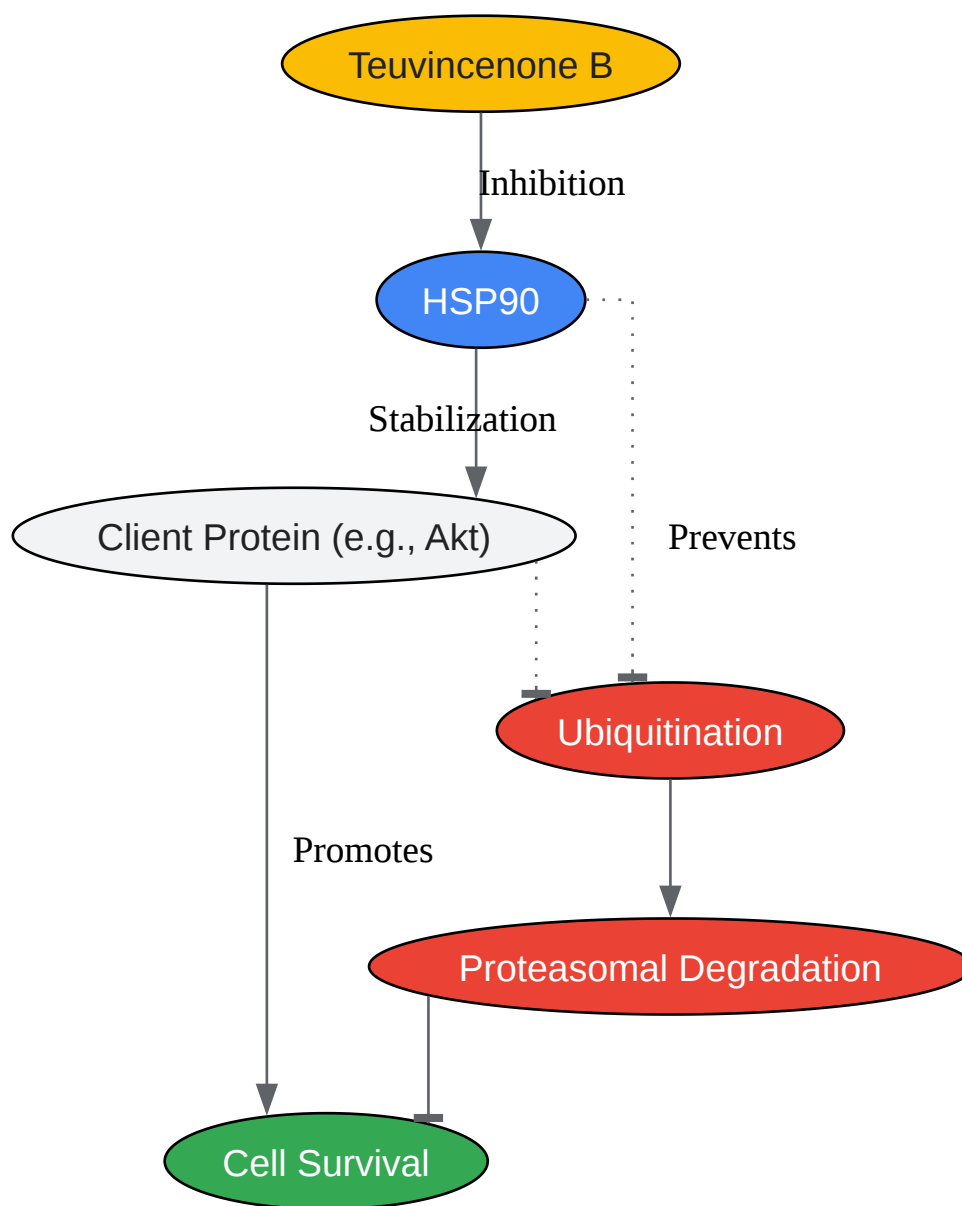 Teuvincenone B
Inhibition
HSP90
Stabilization
Client Protein (e.g., Akt)
Prevents
Ubiquitination
Promotes
Proteasomal Degradation
Cell Survival